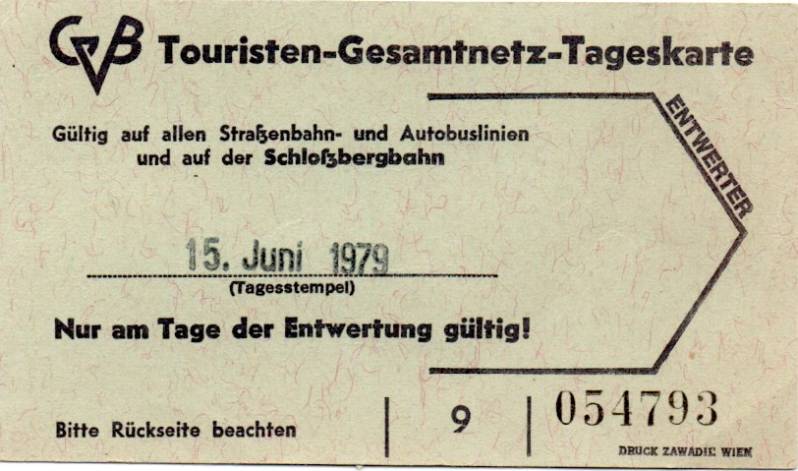 GVB Touristen-Gesamtnetz-Tageskarte
Gültig auf allen Straßenbahn- und Autobuslinien
und auf der Schloßbergbahn
ENTWERTER
15. Juni 1979
(Tagesstempel)
Nur am Tage der Entwertung gültig!
Bitte Rückseite beachten
9
054793
DRUCK ZAWADIL WIEN